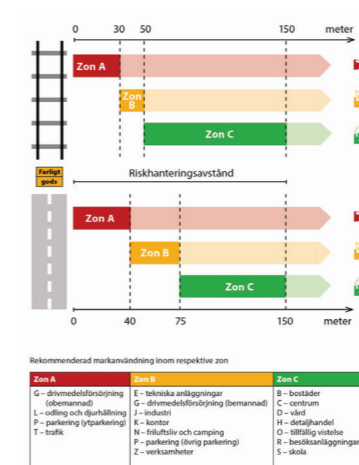 0 30 50 150 meter
Zon A
Zon
B
Zon C
Farligt
gods
Riskhanteringsavstånd
Zon A
Zon B
Zon C
0 40 75 150 meter
Rekommenderad markanvändning inom respektive zon
Zon A
G – drivmedelsförsörjning
(obemannad)
L – odling och djurhållning
P – parkering (ytparkering)
T – trafik
Zon B
E – tekniska anläggningar
G – drivmedelsförsörjning (bemannad)
J – industri
K – kontor
N – friluftsliv och camping
P – parkering (övrig parkering)
Z – verksamheter
Zon C
B – bostäder
C – centrum
D – vård
H – detaljhandel
O – tillfällig vistelse
R – besöksanläggningar
S – skola